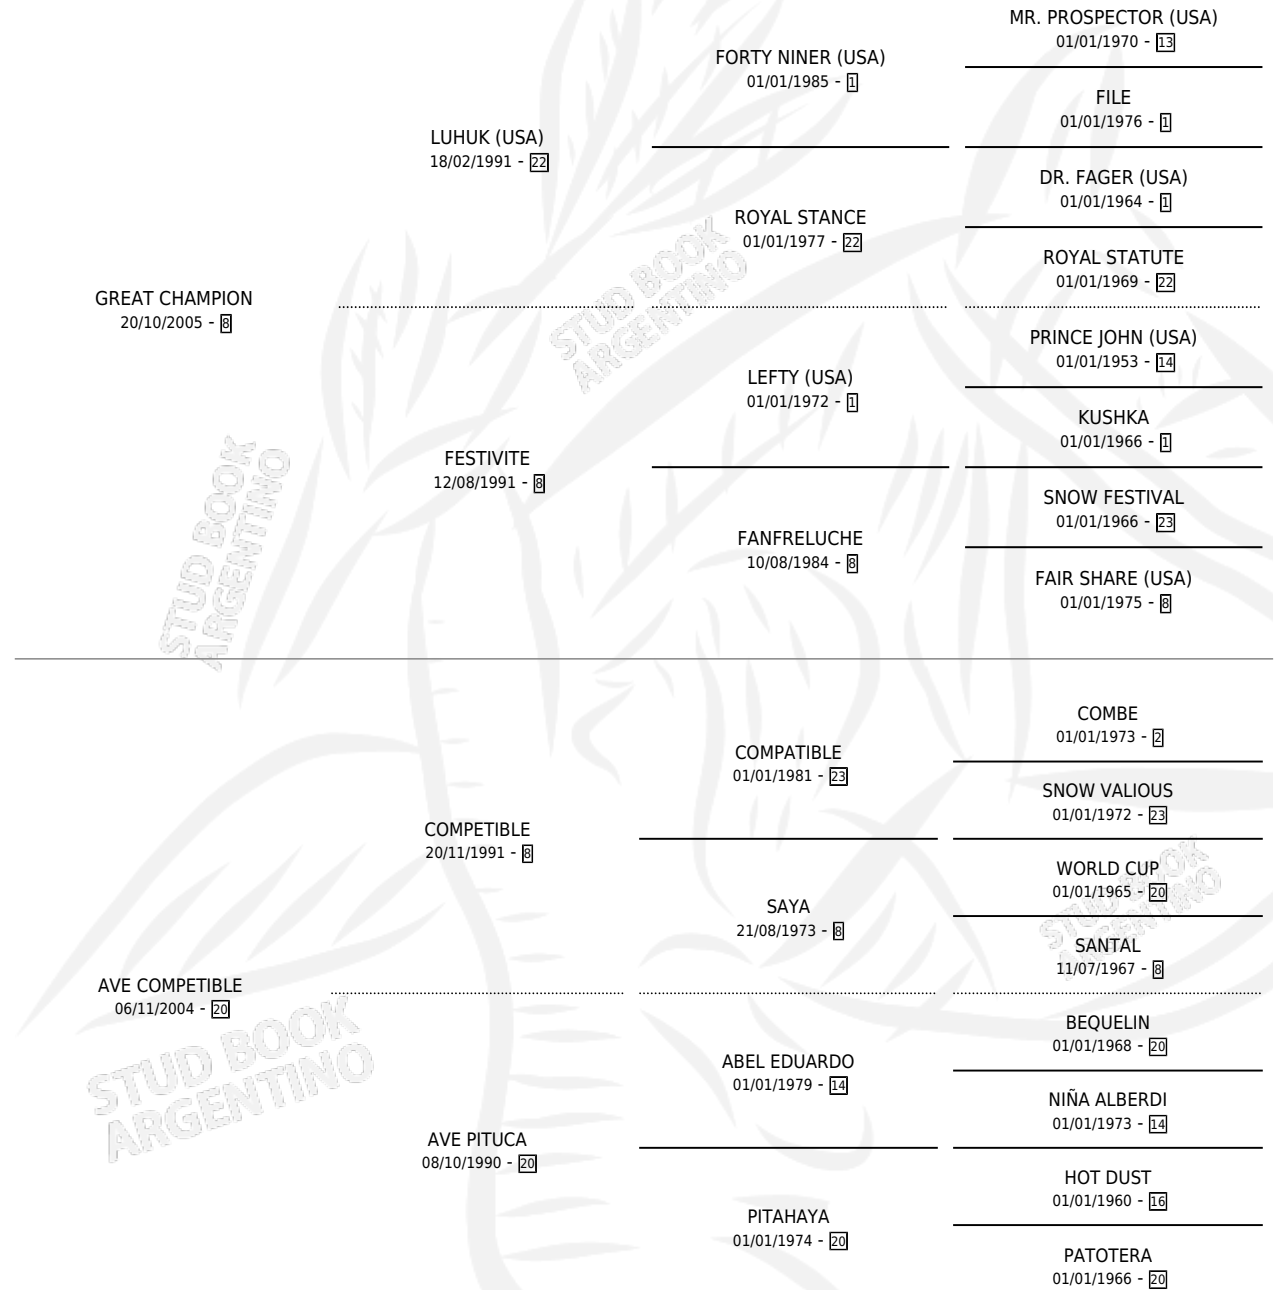 MR. PROSPECTOR (USA)
01/01/1970 - 13
FORTY NINER (USA)
01/01/1985 - 1
FILE
01/01/1976 - 1
LUHUK (USA)
18/02/1991 - 22
DR. FAGER (USA)
01/01/1964 - 1
ROYAL STANCE
01/01/1977 - 22
ROYAL STATUTE
01/01/1969 - 22
GREAT CHAMPION
20/10/2005 - 8
PRINCE JOHN (USA)
01/01/1953 - 14
LEFTY (USA)
01/01/1972 - 1
KUSHKA
01/01/1966 - 1
FESTIVITE
12/08/1991 - 8
SNOW FESTIVAL
01/01/1966 - 23
FANFRELUCHE
10/08/1984 - 8
FAIR SHARE (USA)
01/01/1975 - 8
STUD BOOK
ARGENTINO
STUD BOOK
ARGENTINO
COMBE
01/01/1973 - 2
COMPATIBLE
01/01/1981 - 23
SNOW VALIOUS
01/01/1972 - 23
COMPETIBLE
20/11/1991 - 8
WORLD CUP
01/01/1965 - 20
SAYA
21/08/1973 - 8
SANTAL
11/07/1967 - 8
STUD BOOK
ARGENTINO
AVE COMPETIBLE
06/11/2004 - 20
BEQUELIN
01/01/1968 - 20
ABEL EDUARDO
01/01/1979 - 14
NIÑA ALBERDI
01/01/1973 - 14
AVE PITUCA
08/10/1990 - 20
HOT DUST
01/01/1960 - 16
PITAHAYA
01/01/1974 - 20
PATOTERA
01/01/1966 - 20
STUD BOOK
ARGENTINO